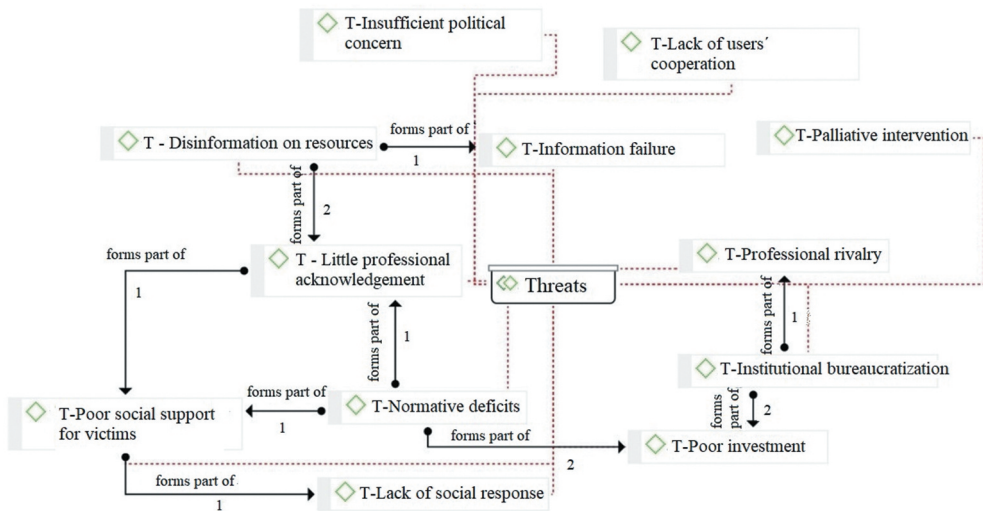 T-Insufficient political
concern
T-Lack of users´
cooperation
T - Disinformation on resources
forms part of
1
T-Information failure
T-Palliative intervention
forms part of
2
forms part of
1
T - Little professional
acknowledgement
Threats
T-Professional rivalry
forms part of
1
forms part of
1
T-Institutional bureaucratization
forms
part of
2
T-Poor social support
for victims
forms part of
1
T-Normative deficits
forms part of
2
T-Poor investment
forms part of
1
T-Lack of social response